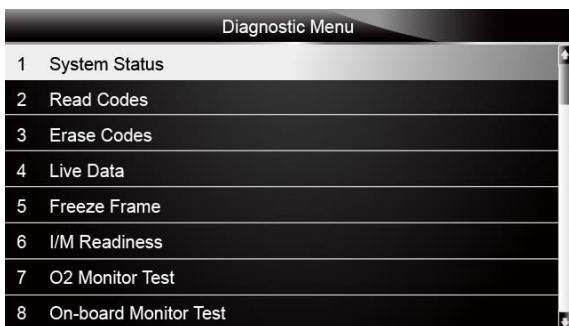 Diagnostic Menu
1 System Status
2 Read Codes
3 Erase Codes
4 Live Data
5 Freeze Frame
6 I/M Readiness
7 O2 Monitor Test
8 On-board Monitor Test